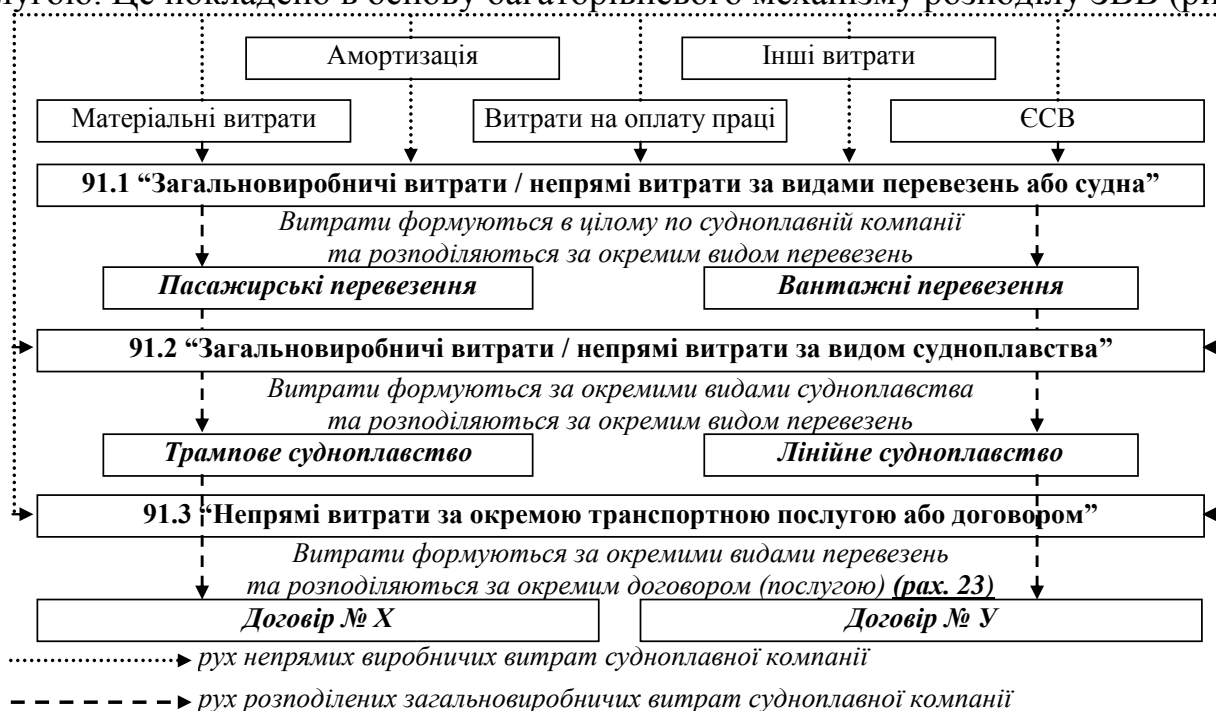 лугою. Це покладено в основу багаторівневого механізму розподілу ЗВВ (ри
Амортизація Інші витрати
Матеріальні витрати Витрати на оплату праці ЄСВ
91.1 “Загальновиробничі витрати / непрямі витрати за видами перевезень або судна”
Витрати формуються в цілому по судноплавній компанії
та розподіляються за окремим видом перевезень
Пасажирські перевезення Вантажні перевезення
91.2 “Загальновиробничі витрати / непрямі витрати за видом судноплавства”
Витрати формуються за окремими видами судноплавства
та розподіляються за окремим видом перевезень
Трампове судноплавство Лінійне судноплавство
91.3 “Непрямі витрати за окремою транспортною послугою або договором”
Витрати формуються за окремими видами перевезень
та розподіляються за окремим договором (послугою) (рах. 23)
Договір № Х Договір № У
рух непрямих виробничих витрат судноплавної компанії
рух розподілених загальновиробничих витрат судноплавної компанії